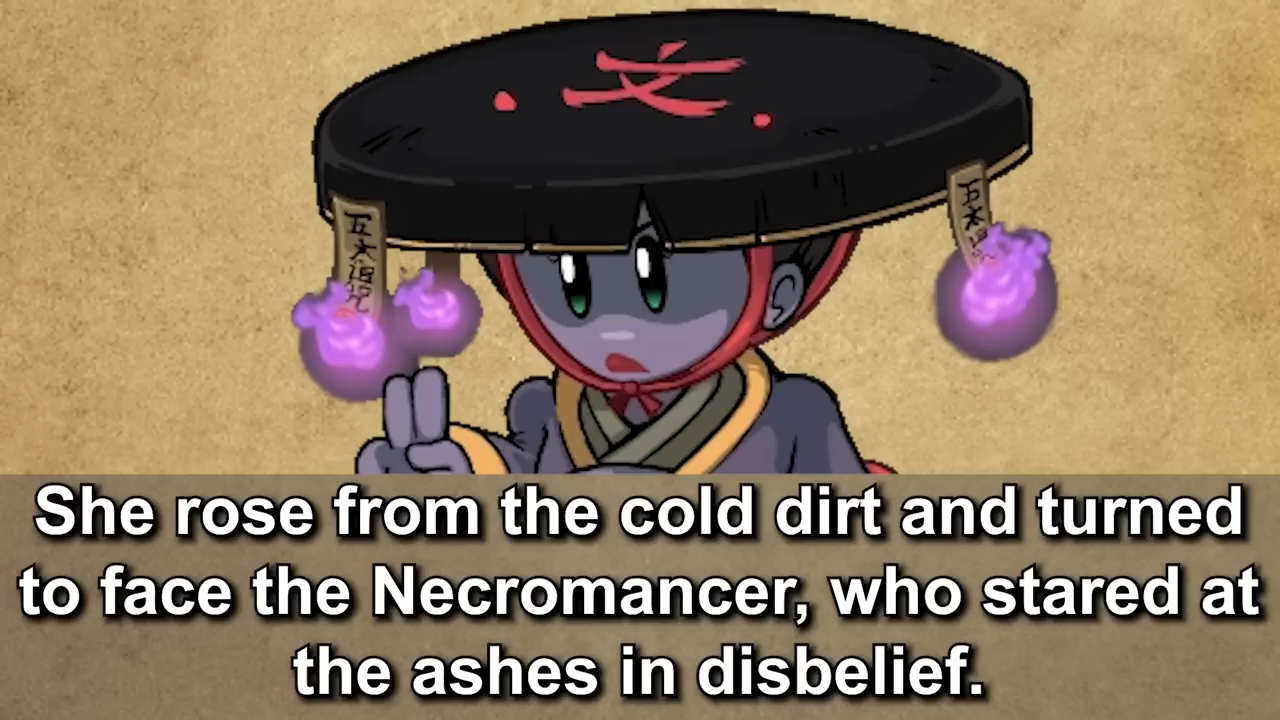 文
She rose from the cold dirt and turned
to face the Necromancer, who stared at
the ashes in disbelief.